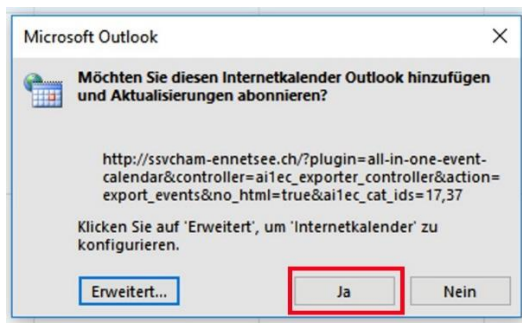 Microsoft Outlook
Möchten Sie diesen Internetkalender Outlook hinzufügen
und Aktualisierungen abonnieren?
http://ssvcham-ennetsee.ch/?plugin=all-in-one-event-
calendar&controller=ai1ec_exporter_controller&action=
export_events&no_html=true&ai1ec_cat_ids=17,37
Klicken Sie auf 'Erweitert', um 'Internetkalender' zu
konfigurieren.
Erweitert... Ja Nein